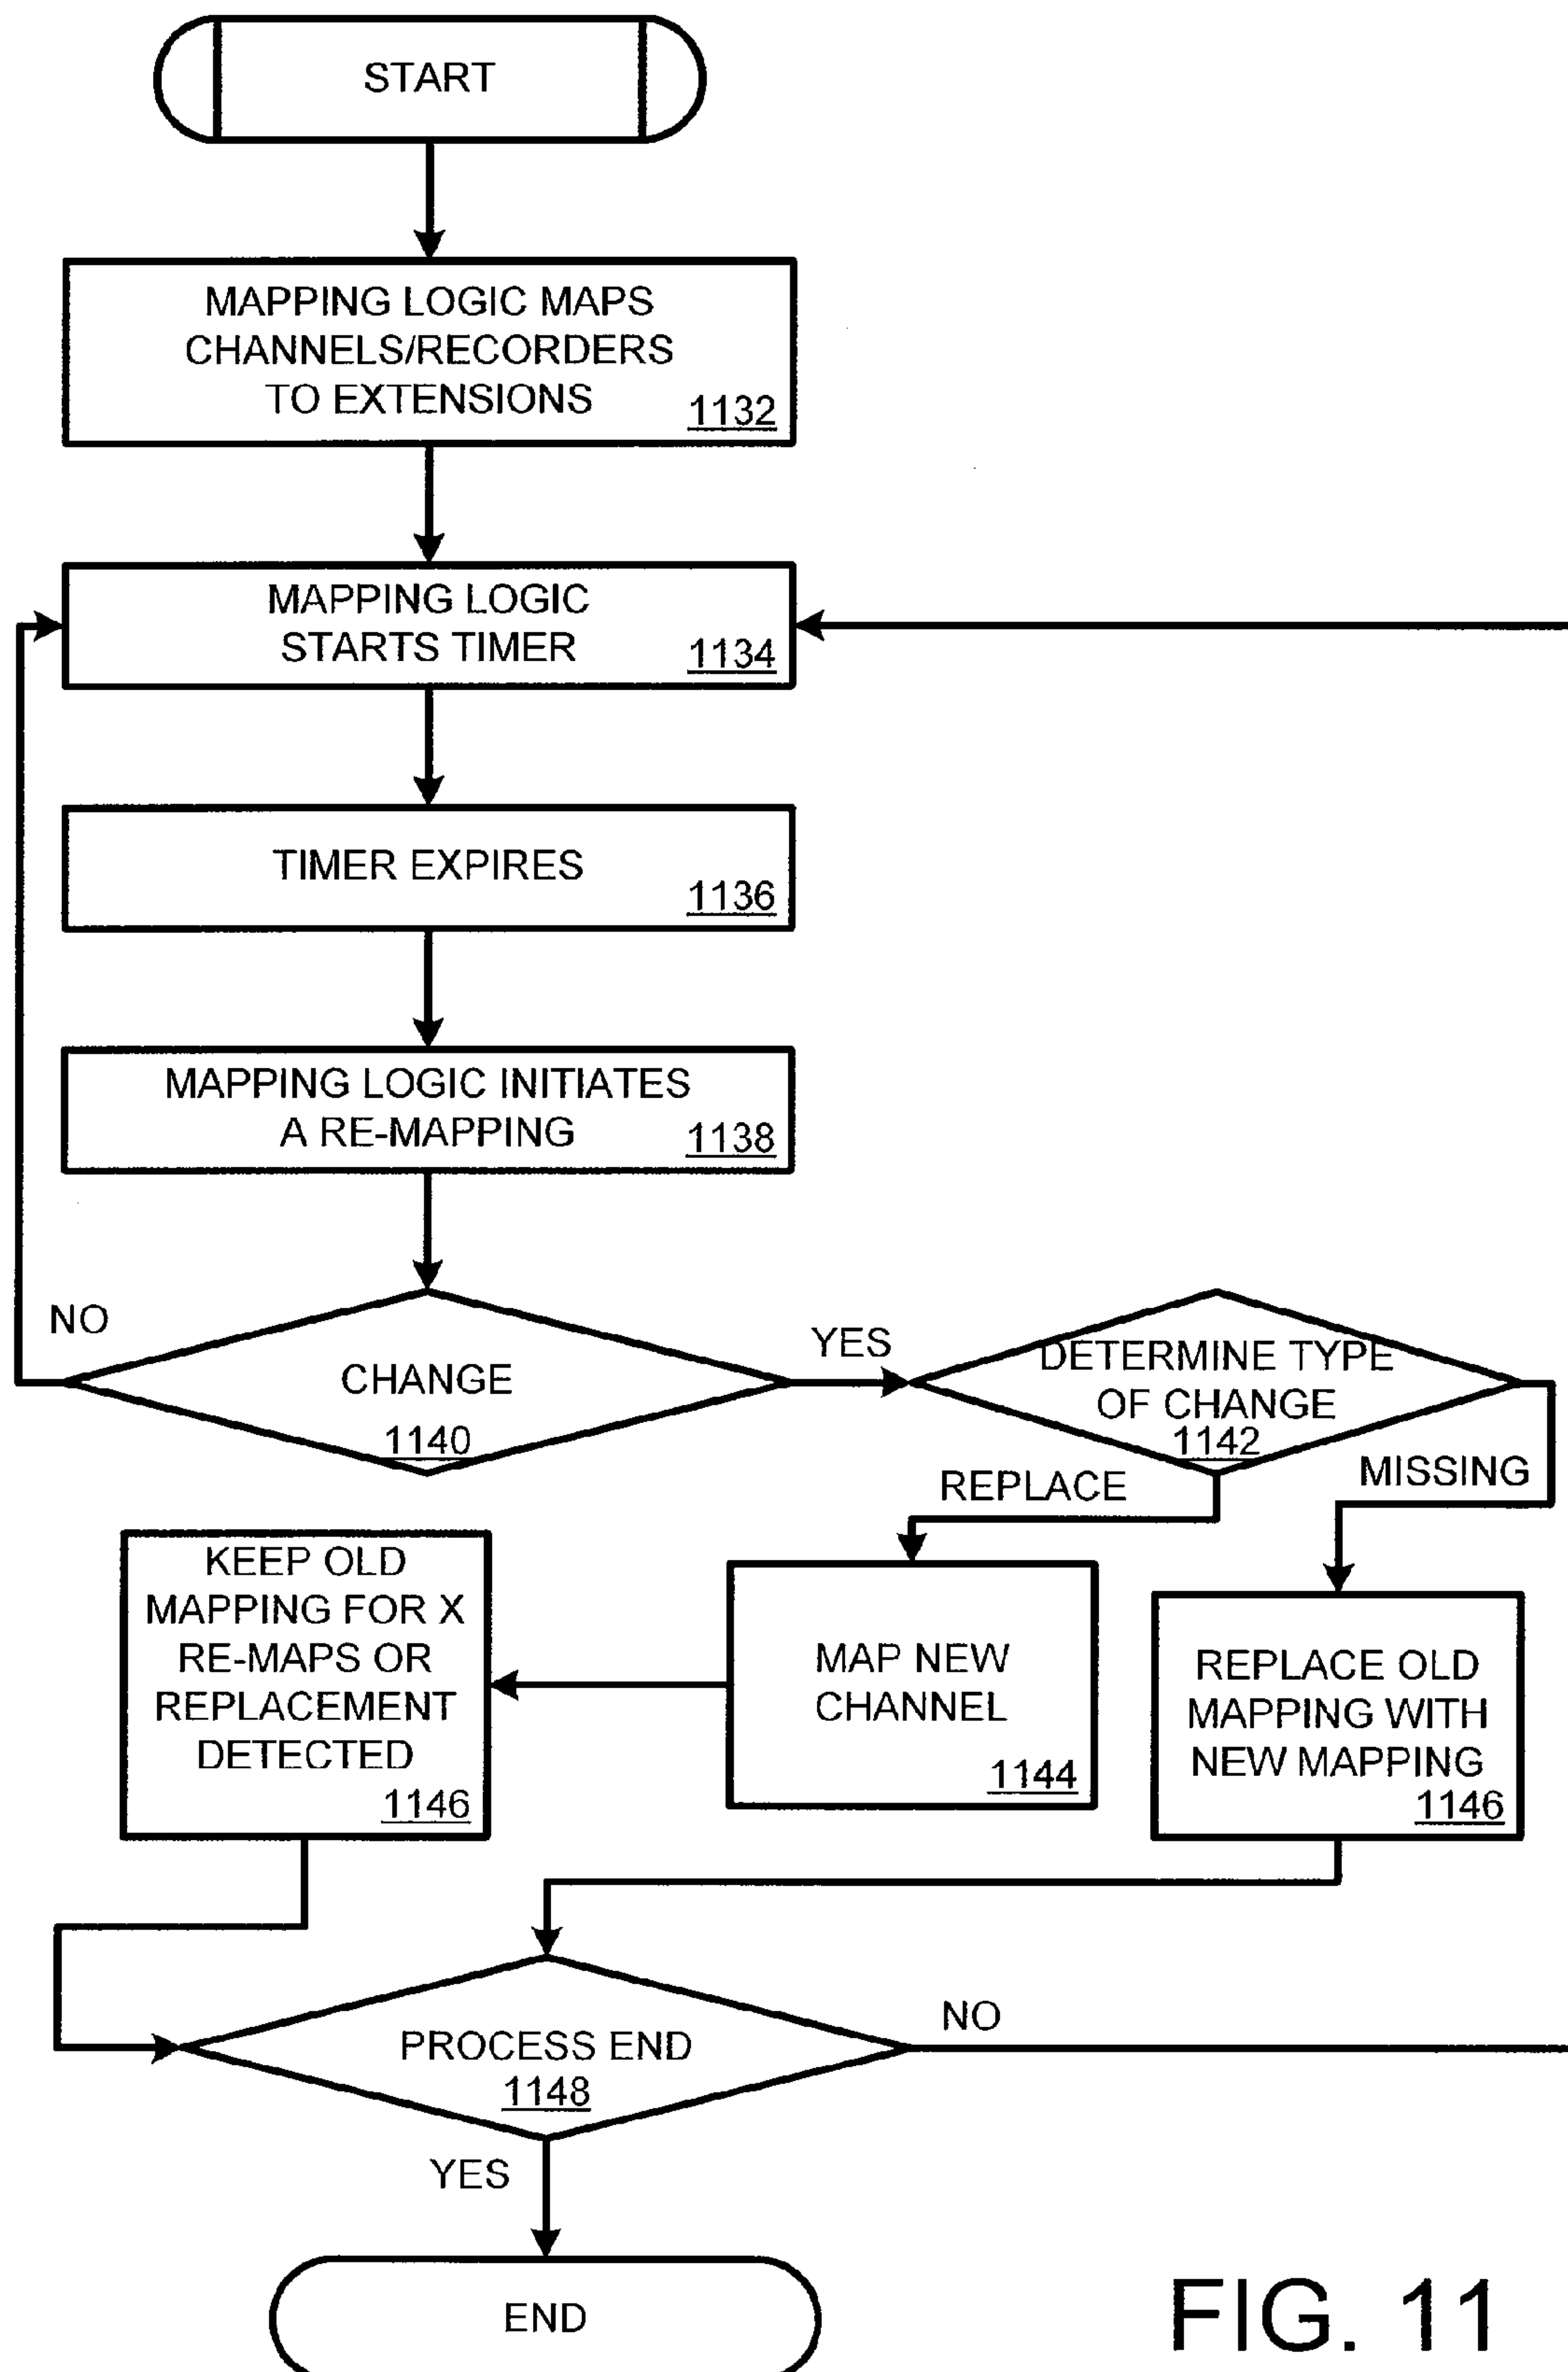 START
MAPPING LOGIC MAPS
CHANNELS/RECORDERS
TO EXTENSIONS
1132
MAPPING LOGIC
STARTS TIMER
1134
TIMER EXPIRES
1136
MAPPING LOGIC INITIATES
A RE-MAPPING
1138
NO
CHANGE
1140
YES
DETERMINE TYPE
OF CHANGE
1142
REPLACE
MISSING
KEEP OLD
MAPPING FOR X
RE-MAPS OR
REPLACEMENT
DETECTED
1146
MAP NEW
CHANNEL
1144
REPLACE OLD
MAPPING WITH
NEW MAPPING
1146
PROCESS END
1148
NO
YES
END
FIG. 11